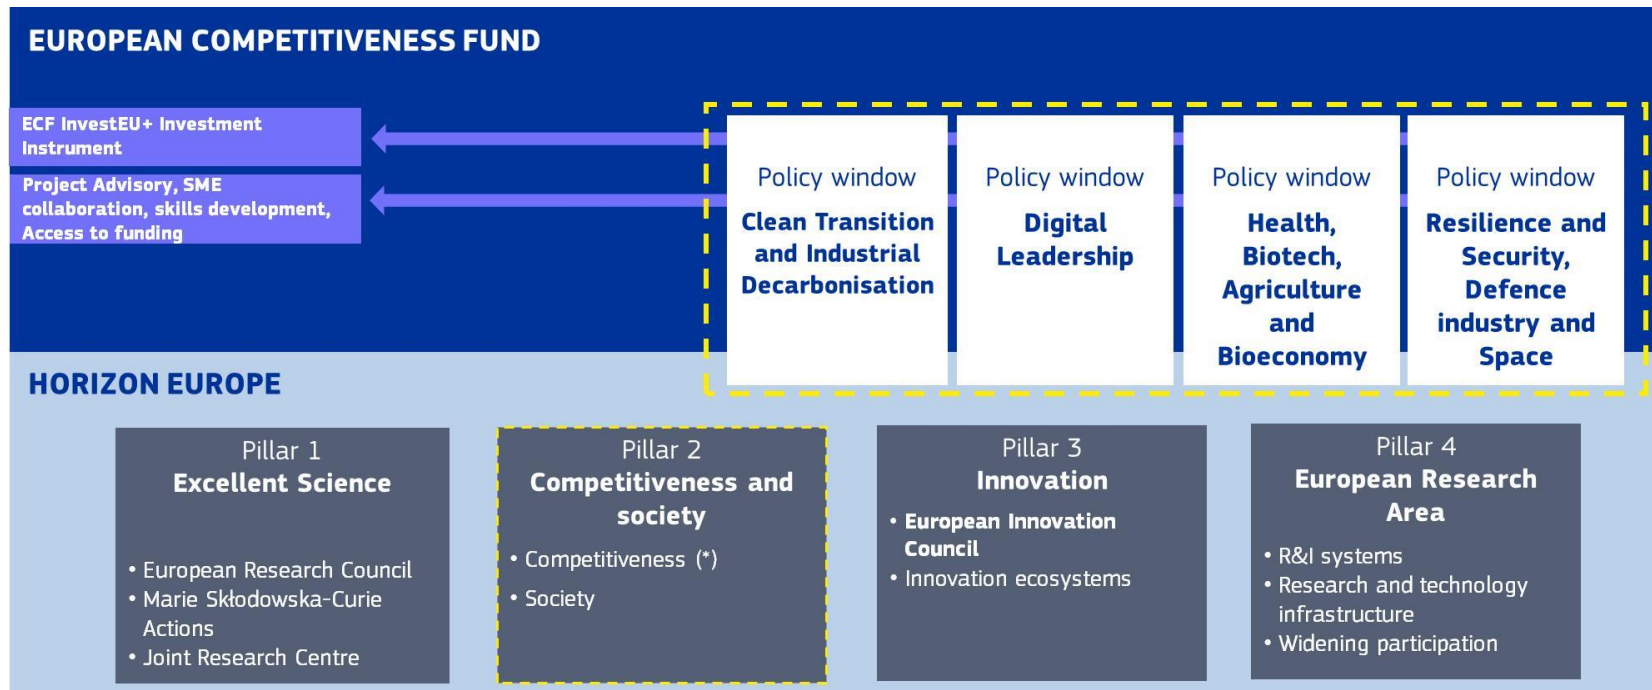 EUROPEAN COMPETITIVENESS FUND
ECF InvestEU+ Investment
Instrument
Project Advisory, SME
collaboration, skills development,
Access to funding
Policy window
Clean Transition
and Industrial
Decarbonisation
Policy window
Digital
Leadership
Policy window
Health,
Biotech,
Agriculture
and
Bioeconomy
Policy window
Resilience and
Security,
Defence
industry and
Space
HORIZON EUROPE
Pillar 1
Excellent Science
• European Research Council
• Marie Skłodowska-Curie
Actions
• Joint Research Centre
Pillar 2
Competitiveness and
society
• Competitiveness (*)
• Society
Pillar 3
Innovation
• European Innovation
Council
• Innovation ecosystems
Pillar 4
European Research
Area
• R&I systems
• Research and technology
infrastructure
• Widening participation